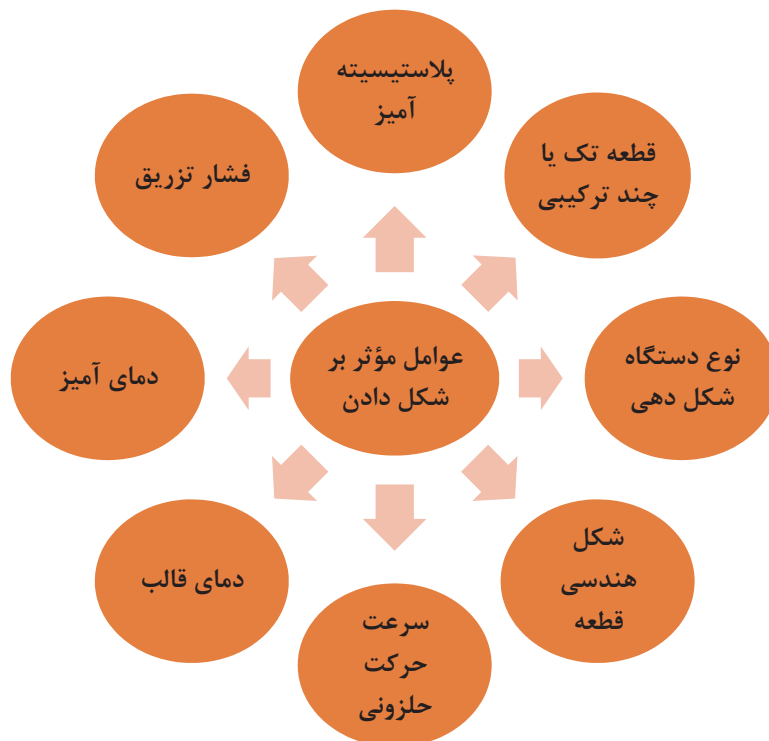 پلاستیسیته
آمیز
قطعه تک یا
چند ترکیبی
نوع دستگاه
شکل دهی
شکل
هندسی
قطعه
سرعت
حرکت
حلزونی
دمای قالب
دمای آمیز
فشار تزریق
عوامل مؤثر بر
شکل دادن